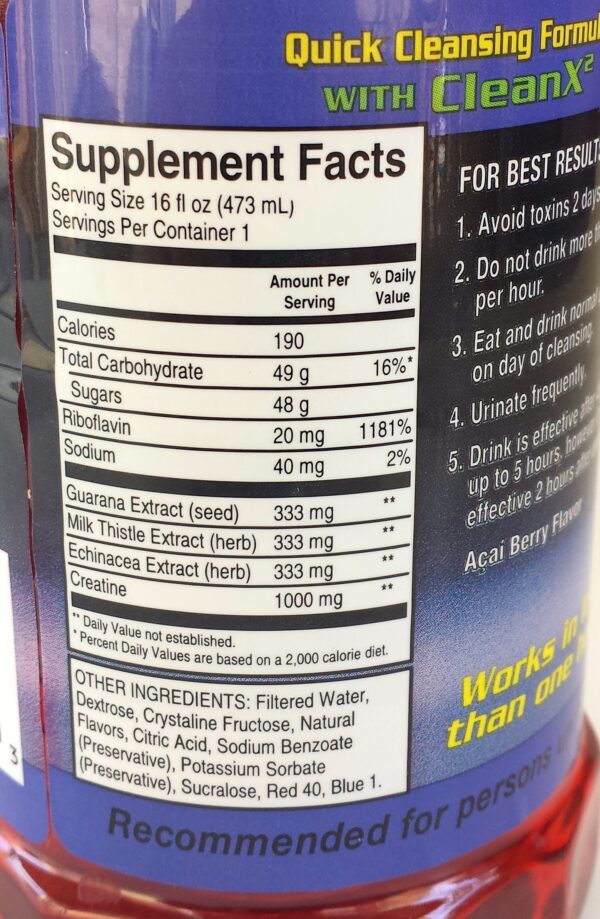 Quick Cleansing
WITH CleanX²
Supplement Facts
Serving Size 16 fl oz (473 mL)
Servings Per Container 1
Amount Per Serving
% Daily Value
Calories 190
Total Carbohydrate 49 g 16%*
Sugars 48 g
Riboflavin 20 mg 1181%
Sodium 40 mg 2%
Guarana Extract (seed) 333 mg **
Milk Thistle Extract (herb) 333 mg **
Echinacea Extract (herb) 333 mg **
Creatine 1000 mg **
** Daily Value not established.
* Percent Daily Values are based on a 2,000 calorie diet.
OTHER INGREDIENTS: Filtered Water,
Dextrose, Crystaline Fructose, Natural
Flavors, Citric Acid, Sodium Benzoate
(Preservative), Potassium Sorbate
(Preservative), Sucralose, Red 40, Blue 1.
FOR BEST
1. Avoid toxins 2
2. Do not drink more
per hour.
3. Eat and drink normal
on day of cleansing.
4. Urinate frequently.
5. Drink is effective
up to 5 hours,
effective 2 hours
Açai Berry Flavor
Works in
than one
Recommended for persons
3